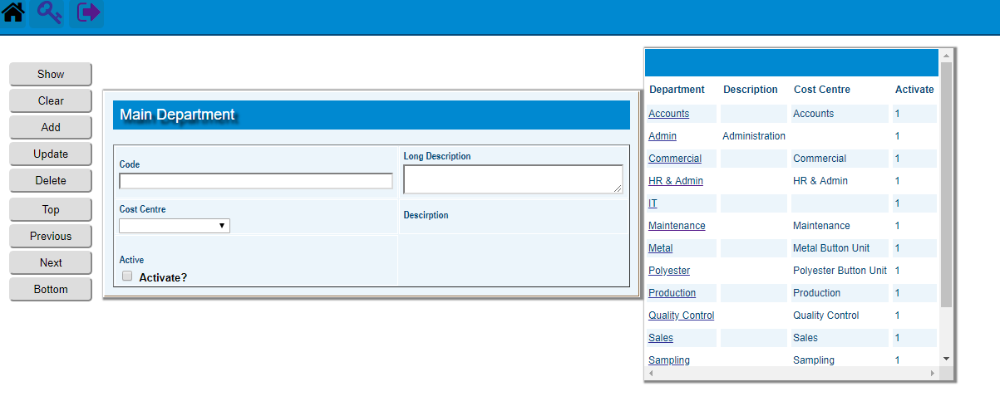 Show
Clear
Add
Update
Delete
Top
Previous
Next
Bottom
Main Department
Code
Long Description
Cost Centre
Descirption
Active
Activate?
Department Description Cost Centre Activate
Accounts Accounts 1
Admin Administration 1
Commercial Commercial 1
HR & Admin HR & Admin 1
IT 1
Maintenance Maintenance 1
Metal Metal Button Unit 1
Polyester Polyester Button Unit 1
Production Production 1
Quality Control Quality Control 1
Sales Sales 1
Sampling Sampling 1